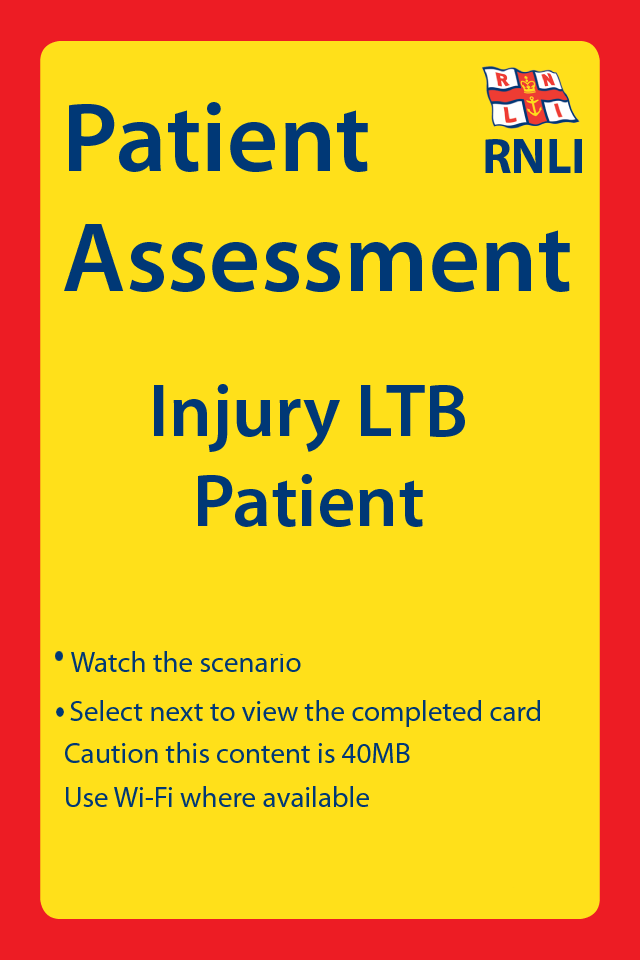 Patient
R N
L I
RNLI
Assessment
Injury LTB
Patient
• Watch the scenario
• Select next to view the completed card
Caution this content is 40MB
Use Wi-Fi where available